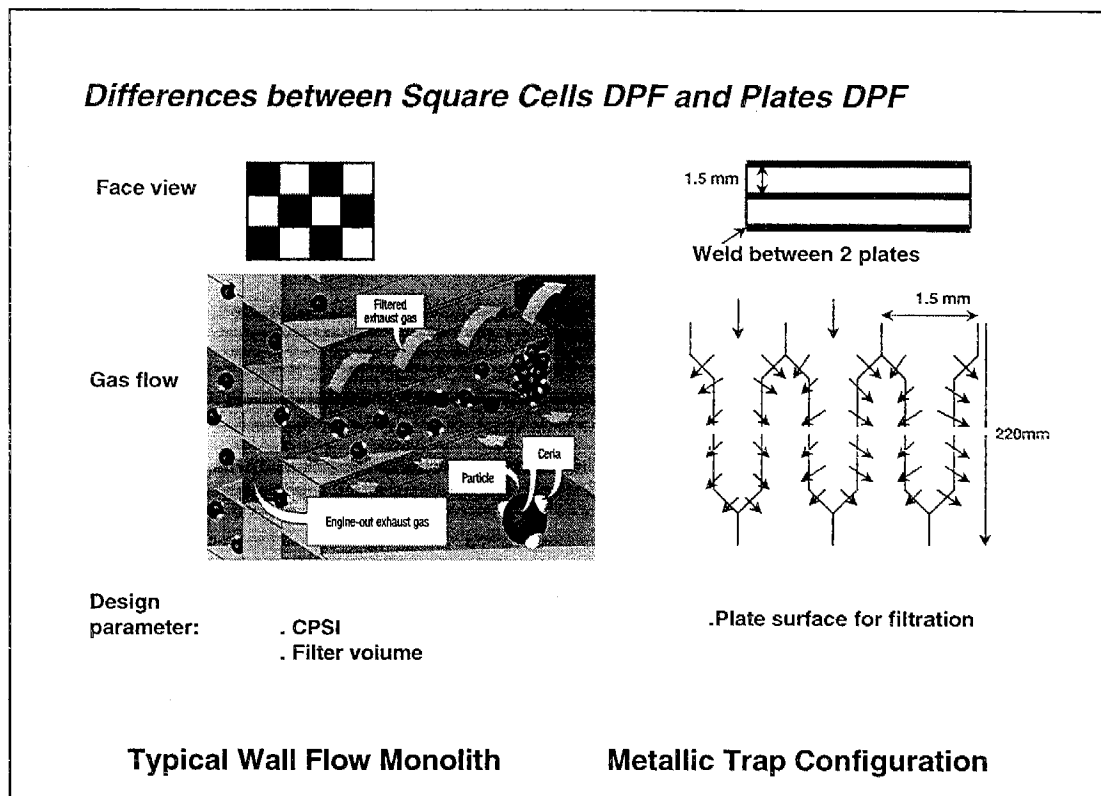 Differences between Square Cells DPF and Plates DPF
Face view
1.5 mm
Weld between 2 plates
Gas flow
Filtered
exhaust gas
Ceria
Particle
Engine-out exhaust gas
1.5 mm
220mm
Design
parameter:
. CPSI
. Filter voiume
.Plate surface for filtration
Typical Wall Flow Monolith
Metallic Trap Configuration